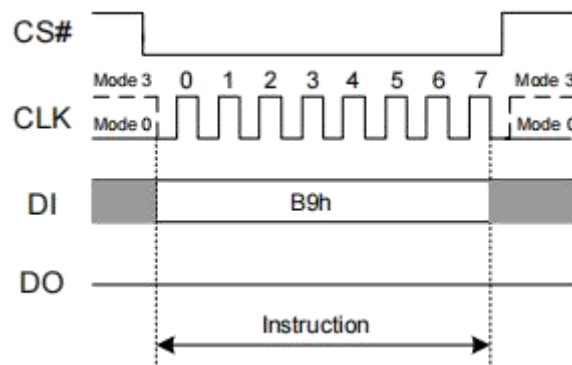 CS#
Mode 3 0 1 2 3 4 5 6 7 Mode 3
CLK Mode 0 Mode 0
DI B9h
DO
Instruction